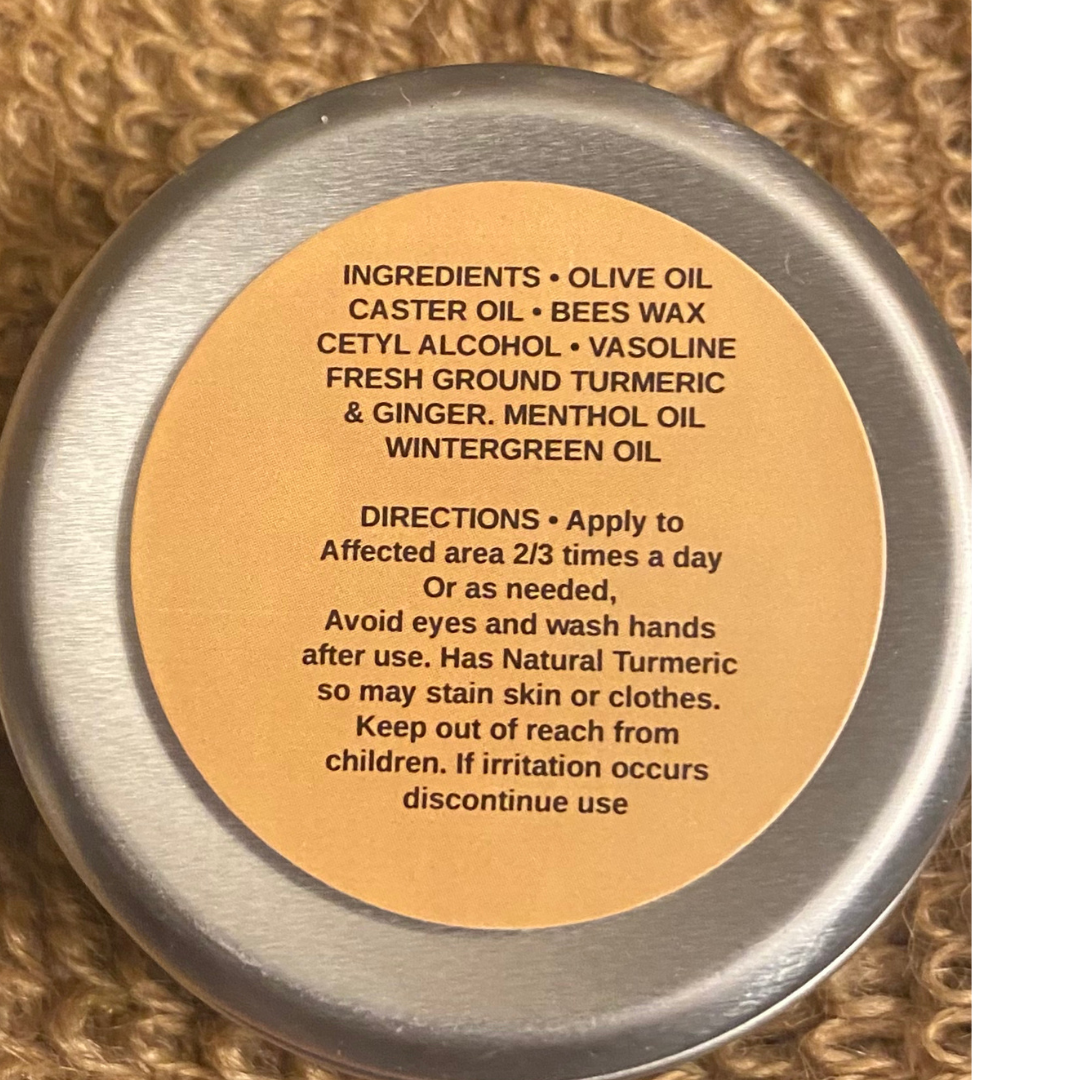 INGREDIENTS • OLIVE OIL
CASTER OIL • BEES WAX
CETYL ALCOHOL • VASOLINE
FRESH GROUND TURMERIC
& GINGER. MENTHOL OIL
WINTERGREEN OIL
DIRECTIONS • Apply to
Affected area 2/3 times a day
Or as needed,
Avoid eyes and wash hands
after use. Has Natural Turmeric
so may stain skin or clothes.
Keep out of reach from
children. If irritation occurs
discontinue use